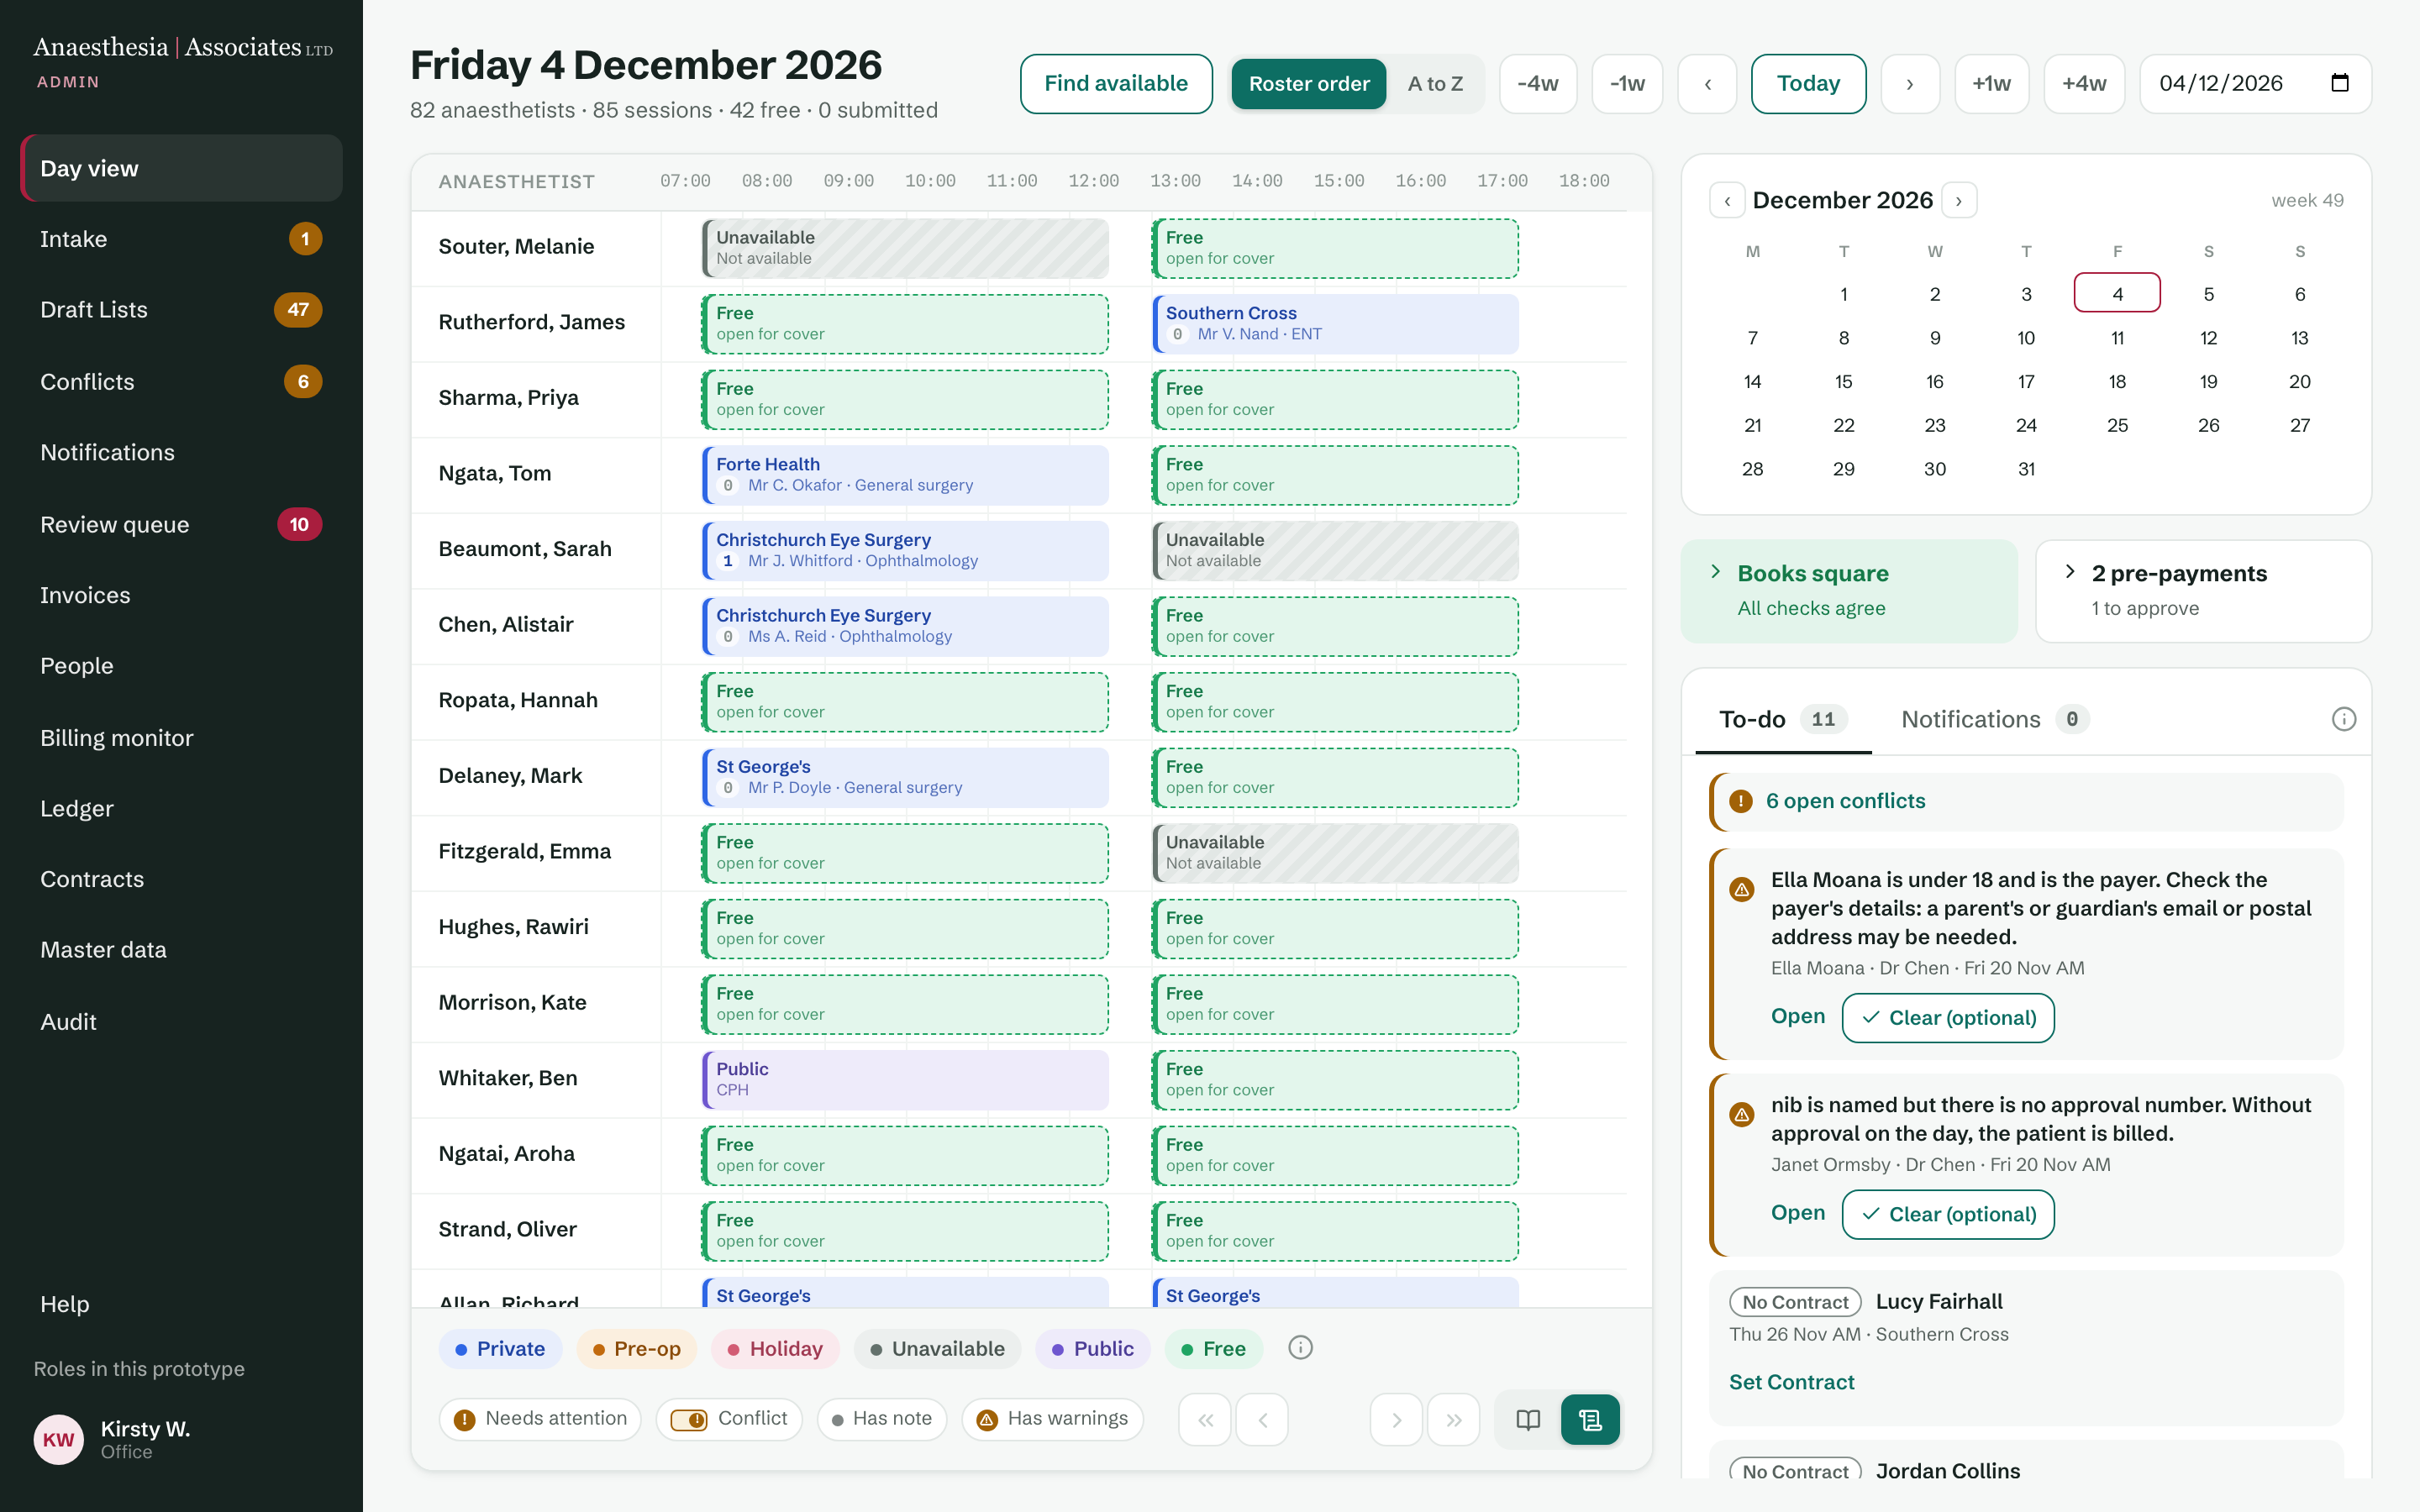 Anaesthesia | Associates LTD
ADMIN
Day view
Intake 1
Draft Lists 47
Conflicts 6
Notifications
Review queue 10
Invoices
People
Billing monitor
Ledger
Contracts
Master data
Audit
Help
Roles in this prototype
KW Kirsty W.
Office
Friday 4 December 2026
82 anaesthetists · 85 sessions · 42 free · 0 submitted
Find available Roster order A to Z -4w -1w ‹ Today › +1w +4w 04/12/2026
ANAESTHETIST 07:00 08:00 09:00 10:00 11:00 12:00 13:00 14:00 15:00 16:00 17:00 18:00
Souter, Melanie
Unavailable
Not available
Free
open for cover
Rutherford, James
Free
open for cover
Southern Cross
0 Mr V. Nand · ENT
Sharma, Priya
Free
open for cover
Free
open for cover
Ngata, Tom
Forte Health
0 Mr C. Okafor · General surgery
Free
open for cover
Beaumont, Sarah
Christchurch Eye Surgery
1 Mr J. Whitford · Ophthalmology
Unavailable
Not available
Chen, Alistair
Christchurch Eye Surgery
0 Ms A. Reid · Ophthalmology
Free
open for cover
Ropata, Hannah
Free
open for cover
Free
open for cover
Delaney, Mark
St George's
0 Mr P. Doyle · General surgery
Free
open for cover
Fitzgerald, Emma
Free
open for cover
Unavailable
Not available
Hughes, Rawiri
Free
open for cover
Free
open for cover
Morrison, Kate
Free
open for cover
Free
open for cover
Whitaker, Ben
Public
CPH
Free
open for cover
Ngatai, Aroha
Free
open for cover
Free
open for cover
Strand, Oliver
Free
open for cover
Free
open for cover
Allan, Richard
St George's
St George's
Private Pre-op Holiday Unavailable Public Free
Needs attention Conflict Has note Has warnings
‹ December 2026 › week 49
M T W T F S S
1 2 3 4 5 6
7 8 9 10 11 12 13
14 15 16 17 18 19 20
21 22 23 24 25 26 27
28 29 30 31
Books square
All checks agree
2 pre-payments
1 to approve
To-do 11 Notifications 0
6 open conflicts
Ella Moana is under 18 and is the payer. Check the
payer's details: a parent's or guardian's email or postal
address may be needed.
Ella Moana · Dr Chen · Fri 20 Nov AM
Open Clear (optional)
nib is named but there is no approval number. Without
approval on the day, the patient is billed.
Janet Ormsby · Dr Chen · Fri 20 Nov AM
Open Clear (optional)
No Contract Lucy Fairhall
Thu 26 Nov AM · Southern Cross
Set Contract
No Contract Jordan Collins